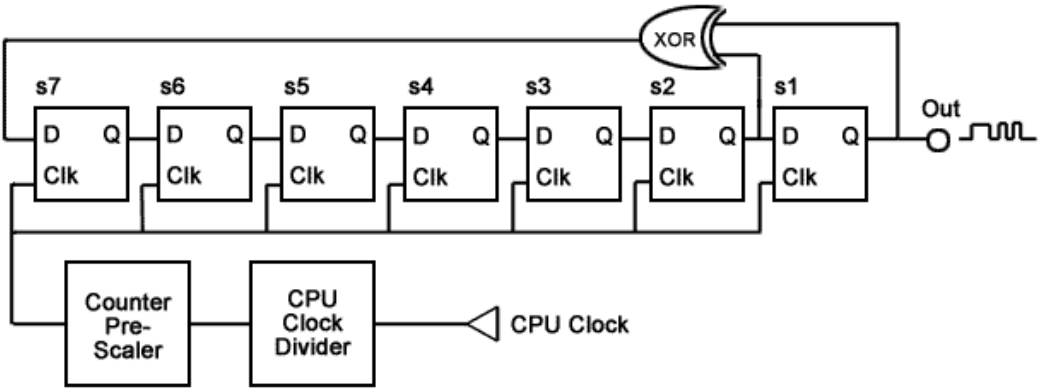 XOR
s7 s6 s5 s4 s3 s2 s1
Out
D Q D Q D Q D Q D Q D Q D Q
Clk Clk Clk Clk Clk Clk Clk
Counter
Pre-
Scaler
CPU
Clock
Divider
CPU Clock